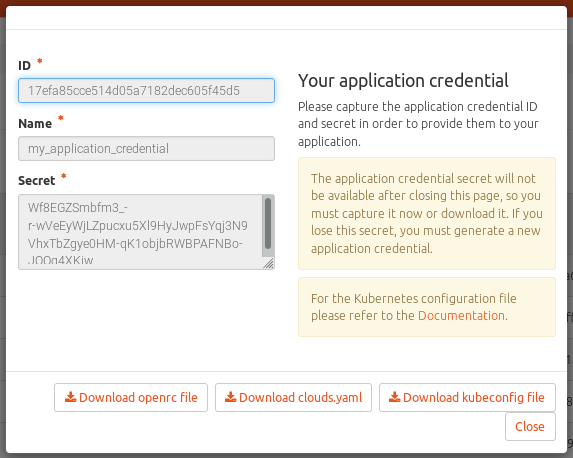 ID *
17efa85cce514d05a7182dec605f45d5
Name *
my_application_credential
Secret *
Wf8EGZSmbfm3_-
r-wVeEyWjLZpucxu5Xl9HyJwpFsYqj3N9
VhxTbZgye0HM-qK1objbRWBPAFNBo-
JOOq4XKiw
Your application credential
Please capture the application credential ID
and secret in order to provide them to your
application.
The application credential secret will not
be available after closing this page, so
you must capture it now or download it. If you
lose this secret, you must generate a new
application credential.
For the Kubernetes configuration file
please refer to the Documentation.
Download openrc file
Download clouds.yaml
Download kubeconfig file
Close